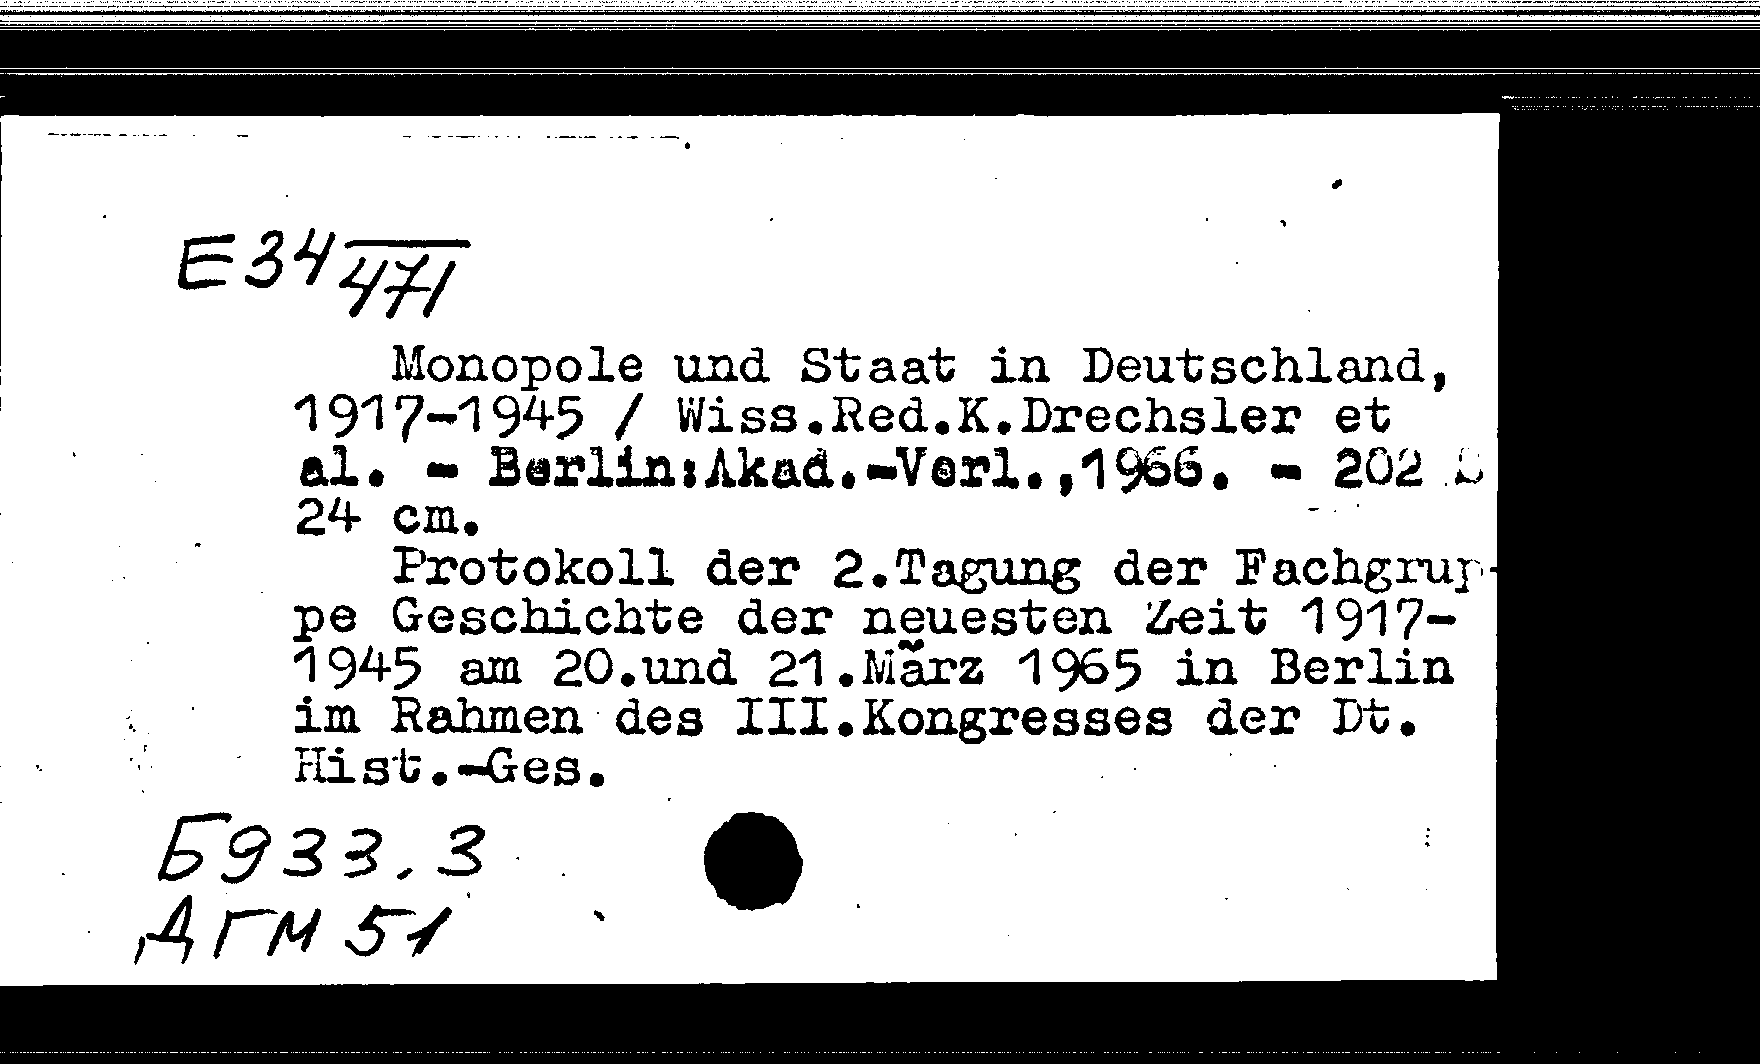 E34 471
Monopole und Staat in Deutschland,
1917-1945 / Wiss.Red.K.Drechsler et
al. - Berlin:Akad.-Verl.,1966. - 202 S
24 cm.
Protokoll der 2.Tagung der Fachgrup-
pe Geschichte der neuesten Zeit 1917-
1945 am 20.und 21.März 1965 in Berlin
im Rahmen des III.Kongresses der Dt.
Hist.-Ges.
Б933.3
ДГМ 51